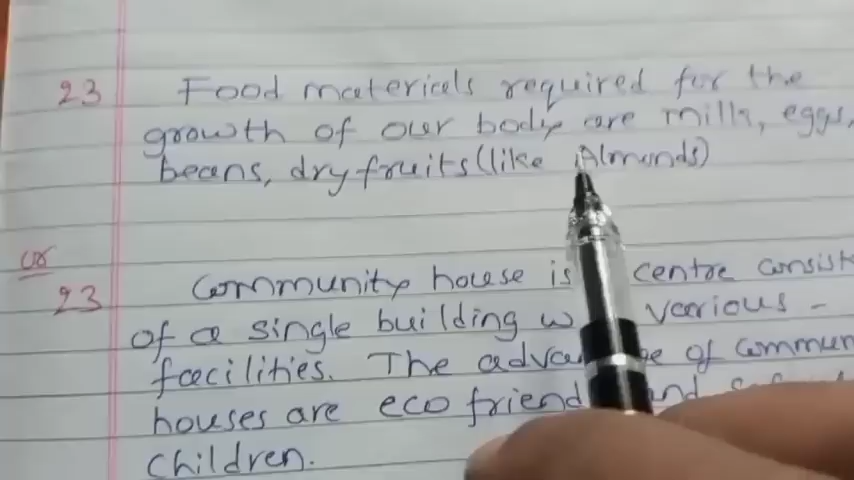 23 Food materials required for the
growth of our body are milk, eggs,
beans, dry fruits (like Almonds)
or
23 Community house is centre consist
of a single building various -
facilities. The of commun
houses are eco friend and
children.